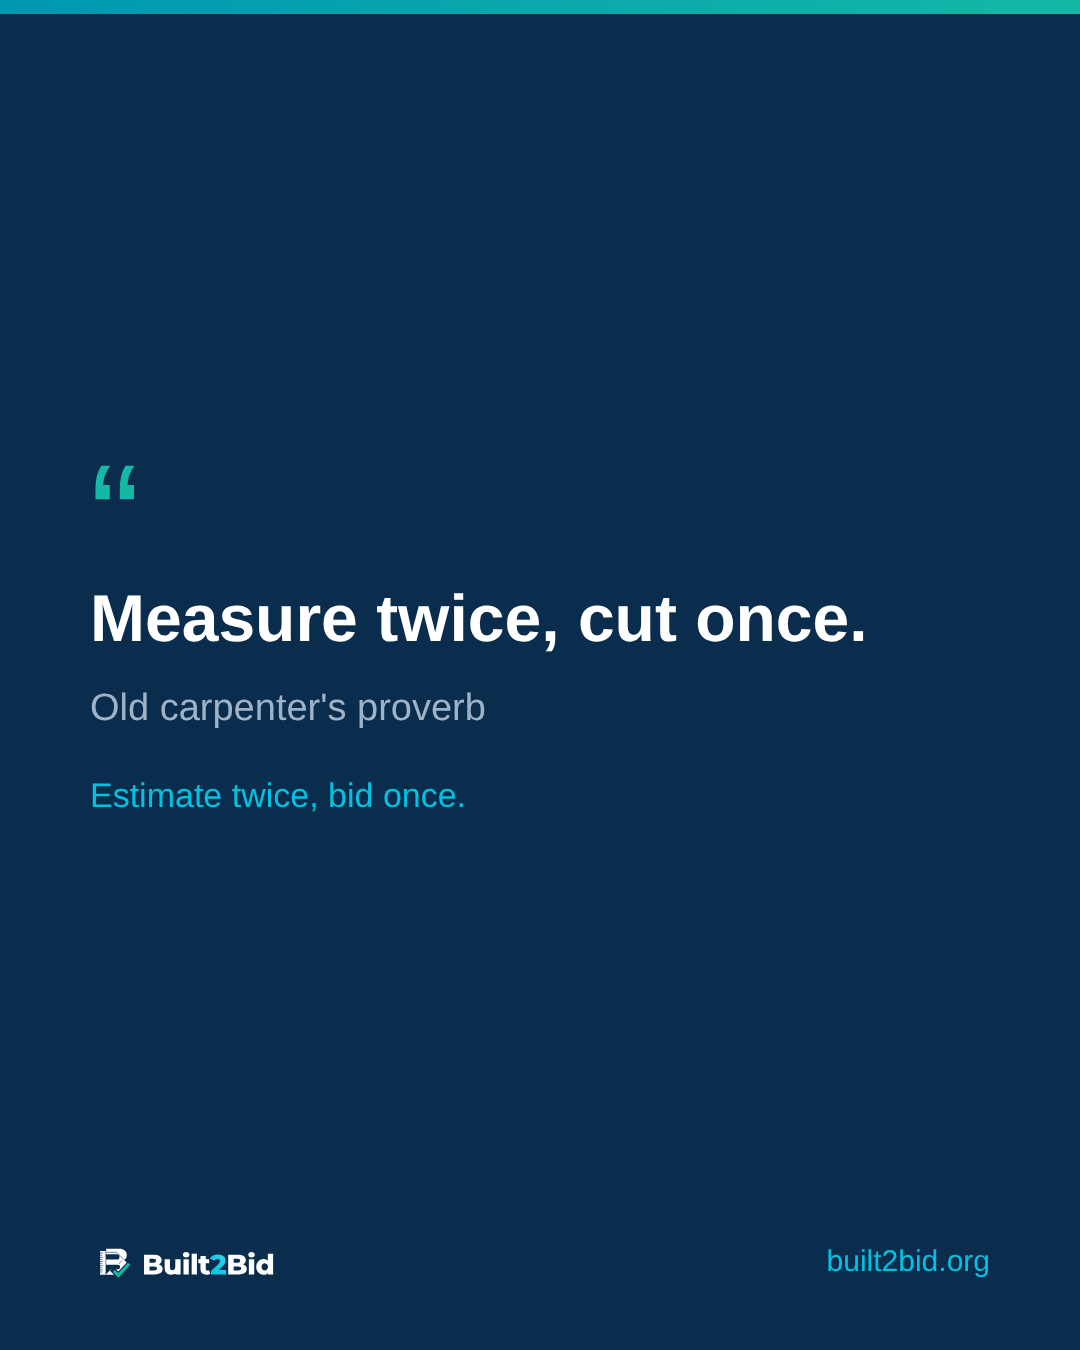 “
Measure twice, cut once.
Old carpenter's proverb
Estimate twice, bid once.
Built2Bid
built2bid.org